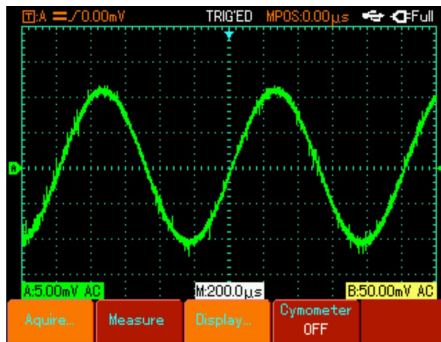 T:A 0.00mV TRIG'ED MPOS:0.00µs Full
A
A:5.00mV AC M:200.0µs B:50.00mV AC
Aquire... Measure Display... Cymometer
OFF